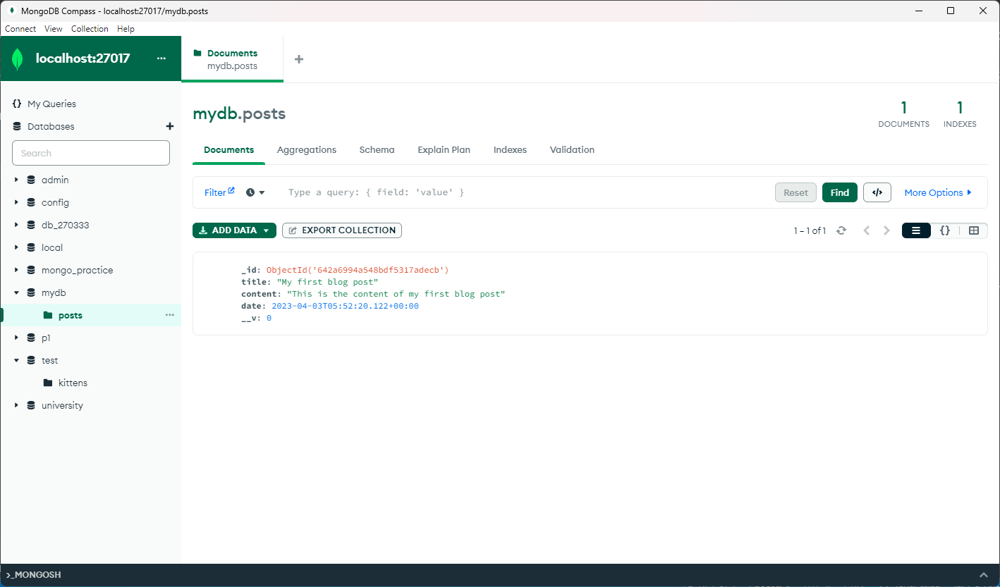 MongoDB Compass - localhost:27017/mydb.posts
Connect View Collection Help
localhost:27017 ...
Documents
mydb.posts
My Queries
Databases
Search
admin
config
db_270333
local
mongo_practice
mydb
posts
p1
test
kittens
university
mydb.posts
1
DOCUMENTS
1
INDEXES
Documents Aggregations Schema Explain Plan Indexes Validation
Filter Type a query: { field: 'value' } Reset Find </> More Options
ADD DATA EXPORT COLLECTION 1 – 1 of 1 {}
_id: ObjectId('642a6994a548bdf5317adecb')
title: "My first blog post"
content: "This is the content of my first blog post"
date: 2023-04-03T05:52:20.122+00:00
__v: 0
>_MONGOSH